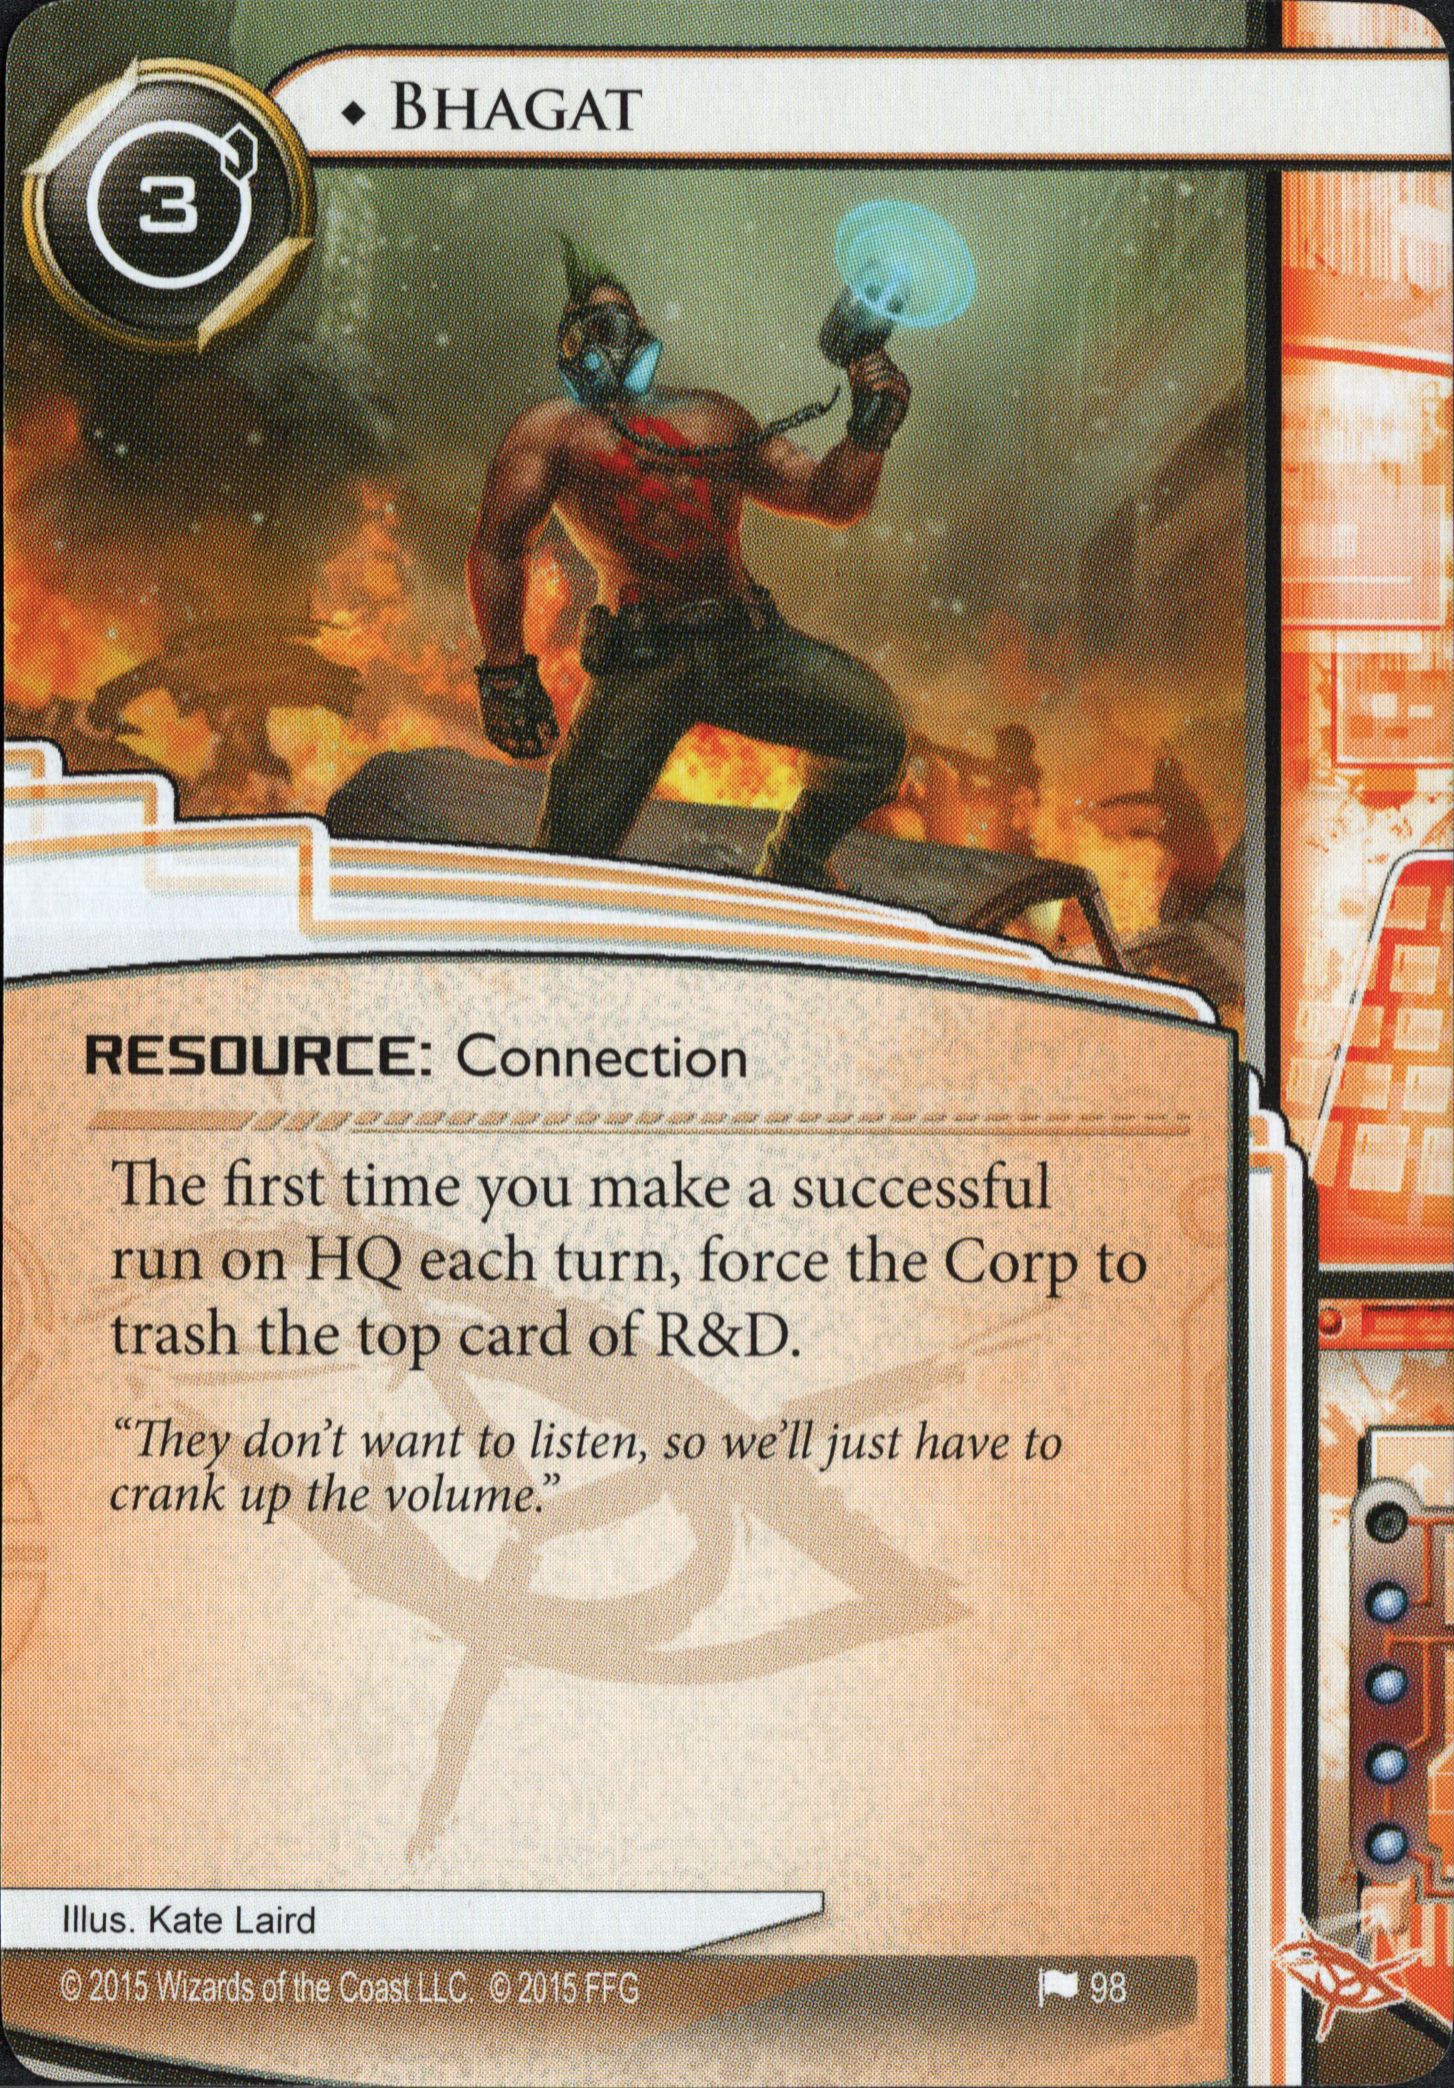 ◆ BHAGAT
3
RESOURCE: Connection
The first time you make a successful
run on HQ each turn, force the Corp to
trash the top card of R&D.
“They don’t want to listen, so we’ll just have to
crank up the volume.”
Illus. Kate Laird
© 2015 Wizards of the Coast LLC. © 2015 FFG
98